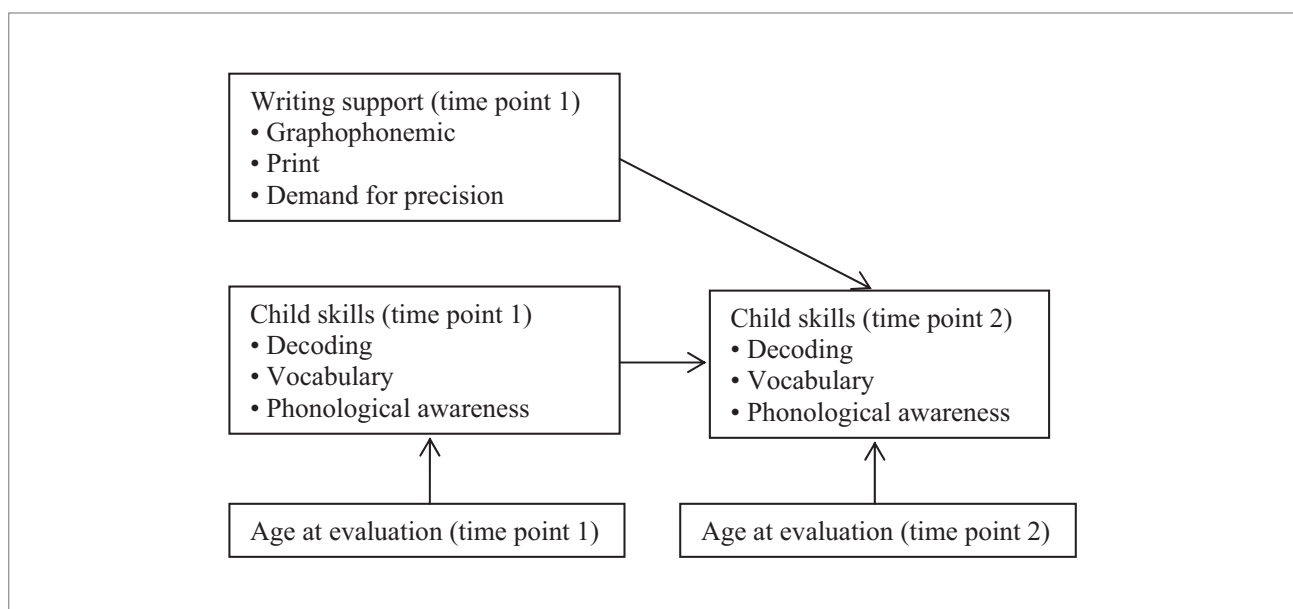 Writing support (time point 1)
• Graphophonemic
• Print
• Demand for precision
Child skills (time point 1)
• Decoding
• Vocabulary
• Phonological awareness
Child skills (time point 2)
• Decoding
• Vocabulary
• Phonological awareness
Age at evaluation (time point 1)
Age at evaluation (time point 2)